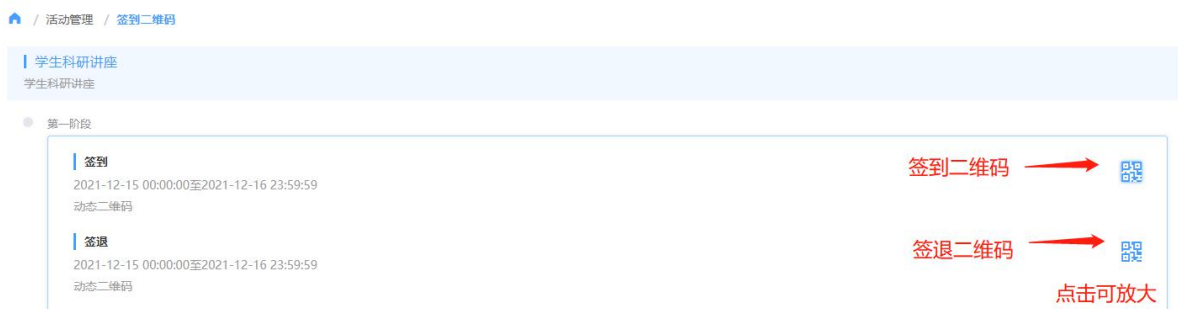 / 活动管理 / 签到二维码
学生科研讲座
学生科研讲座
第一阶段
签到
签到二维码
2021-12-15 00:00:00至2021-12-16 23:59:59
动态二维码
签退
签退二维码
2021-12-15 00:00:00至2021-12-16 23:59:59
动态二维码
点击可放大